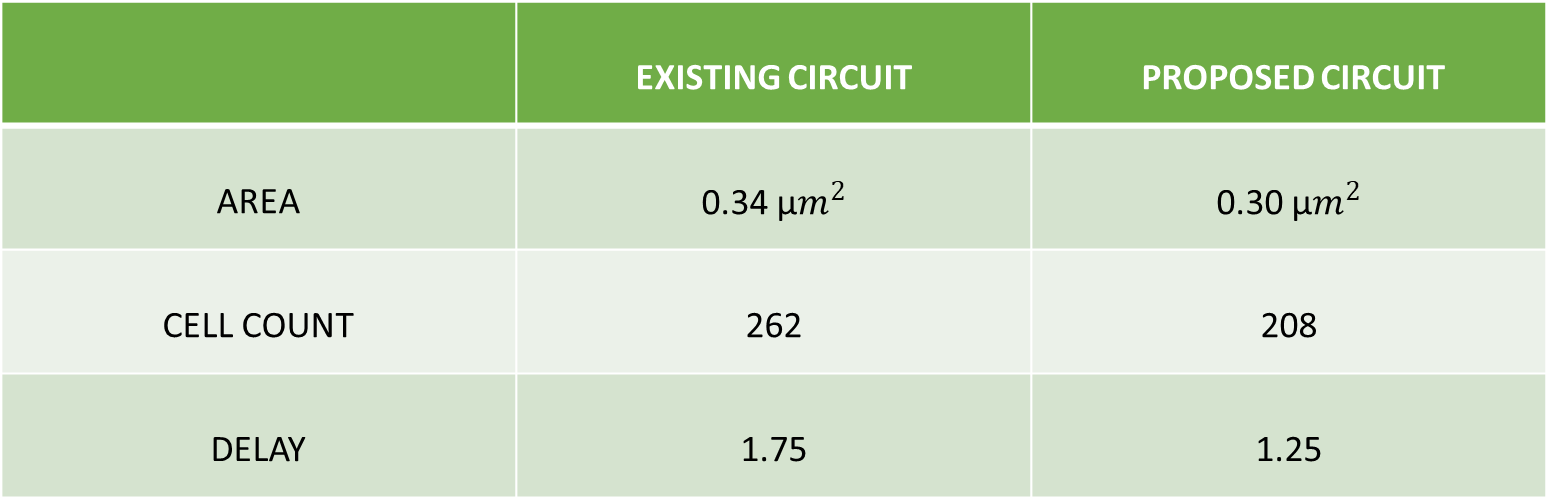 EXISTING CIRCUIT PROPOSED CIRCUIT
AREA 0.34 µm² 0.30 µm²
CELL COUNT 262 208
DELAY 1.75 1.25